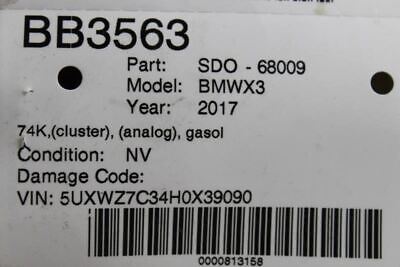 BB3563
Part: SDO - 68009
Model: BMWX3
Year: 2017
74K,(cluster), (analog), gasol
Condition: NV
Damage Code:
VIN: 5UXWZ7C34H0X39090
0000813158